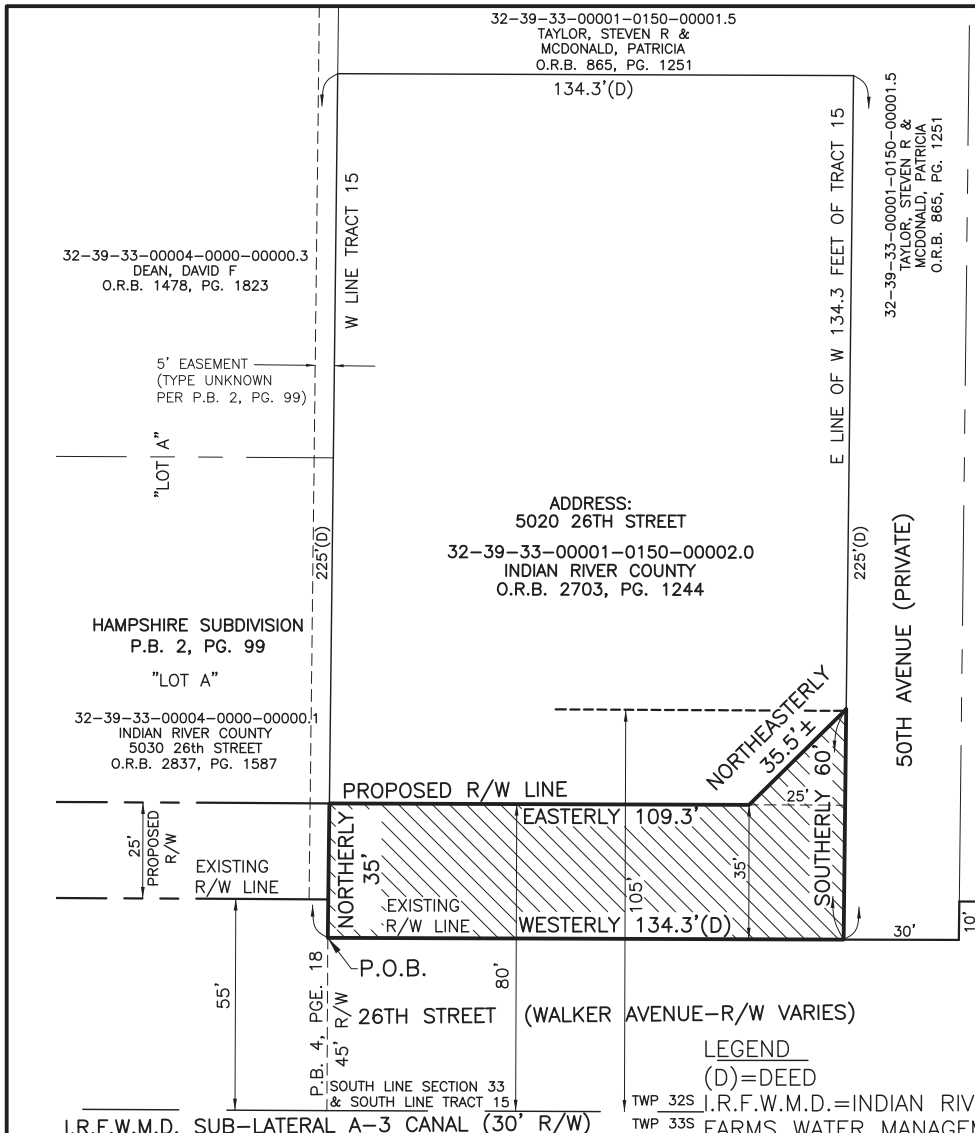 32-39-33-00001-0150-00001.5
TAYLOR, STEVEN R &
MCDONALD, PATRICIA
O.R.B. 865, PG. 1251
134.3'(D)
32-39-33-00001-0150-00001.5
TAYLOR, STEVEN R &
MCDONALD, PATRICIA
O.R.B. 865, PG. 1251
W LINE TRACT 15
E LINE OF W 134.3 FEET OF TRACT 15
32-39-33-00004-0000-00000.3
DEAN, DAVID F
O.R.B. 1478, PG. 1823
5' EASEMENT
(TYPE UNKNOWN
PER P.B. 2, PG. 99)
"LOT A"
ADDRESS:
5020 26TH STREET
32-39-33-00001-0150-00002.0
INDIAN RIVER COUNTY
O.R.B. 2703, PG. 1244
225'(D)
225'(D)
50TH AVENUE (PRIVATE)
HAMPSHIRE SUBDIVISION
P.B. 2, PG. 99
"LOT A"
32-39-33-00004-0000-00000.1
INDIAN RIVER COUNTY
5030 26th STREET
O.R.B. 2837, PG. 1587
NORTHEASTERLY
35.5'±
PROPOSED R/W LINE
EASTERLY 109.3'
25'
SOUTHERLY 60'
25'
PROPOSED
R/W
EXISTING
R/W LINE
NORTHERLY
35'
EXISTING
R/W LINE
WESTERLY 134.3'(D)
105'
35'
30'
10'
P.O.B.
55'
P.B. 4, PGE. 18
45' R/W
80'
26TH STREET (WALKER AVENUE-R/W VARIES)
LEGEND
(D)=DEED
SOUTH LINE SECTION 33
& SOUTH LINE TRACT 15
TWP 32S
I.R.F.W.M.D.=INDIAN RIV
I.R.F.W.M.D. SUB-LATERAL A-3 CANAL (30' R/W)
TWP 33S
FARMS WATER MANAGEM